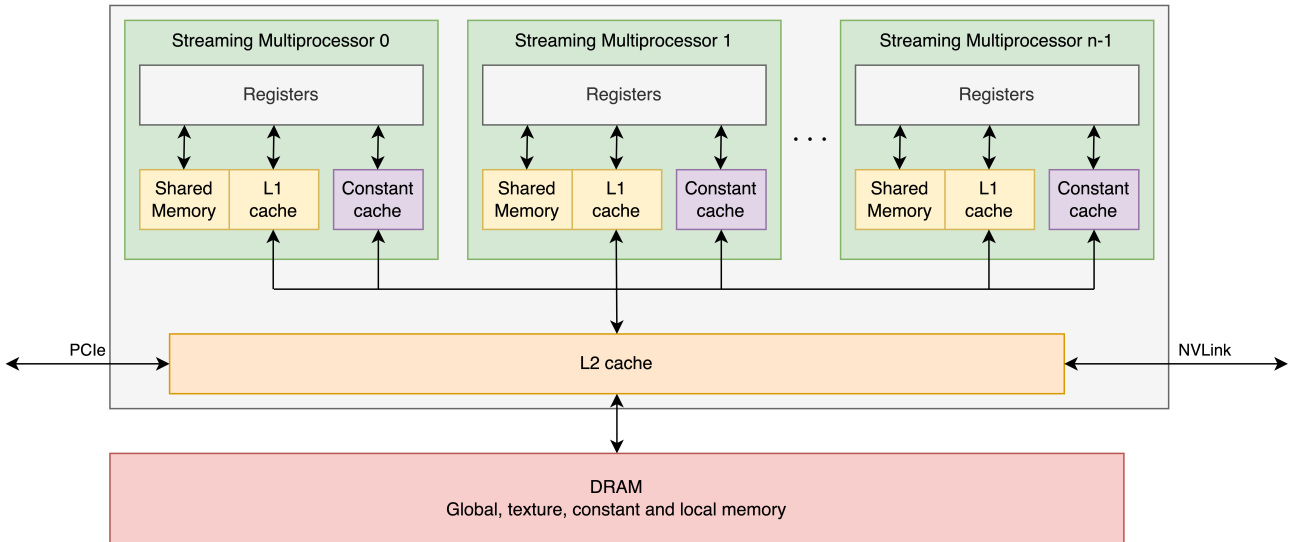 Streaming Multiprocessor 0
Streaming Multiprocessor 1
Streaming Multiprocessor n-1
Registers
Registers
Registers
. . .
Shared
Memory
L1
cache
Constant
cache
Shared
Memory
L1
cache
Constant
cache
Shared
Memory
L1
cache
Constant
cache
PCIe
L2 cache
NVLink
DRAM
Global, texture, constant and local memory